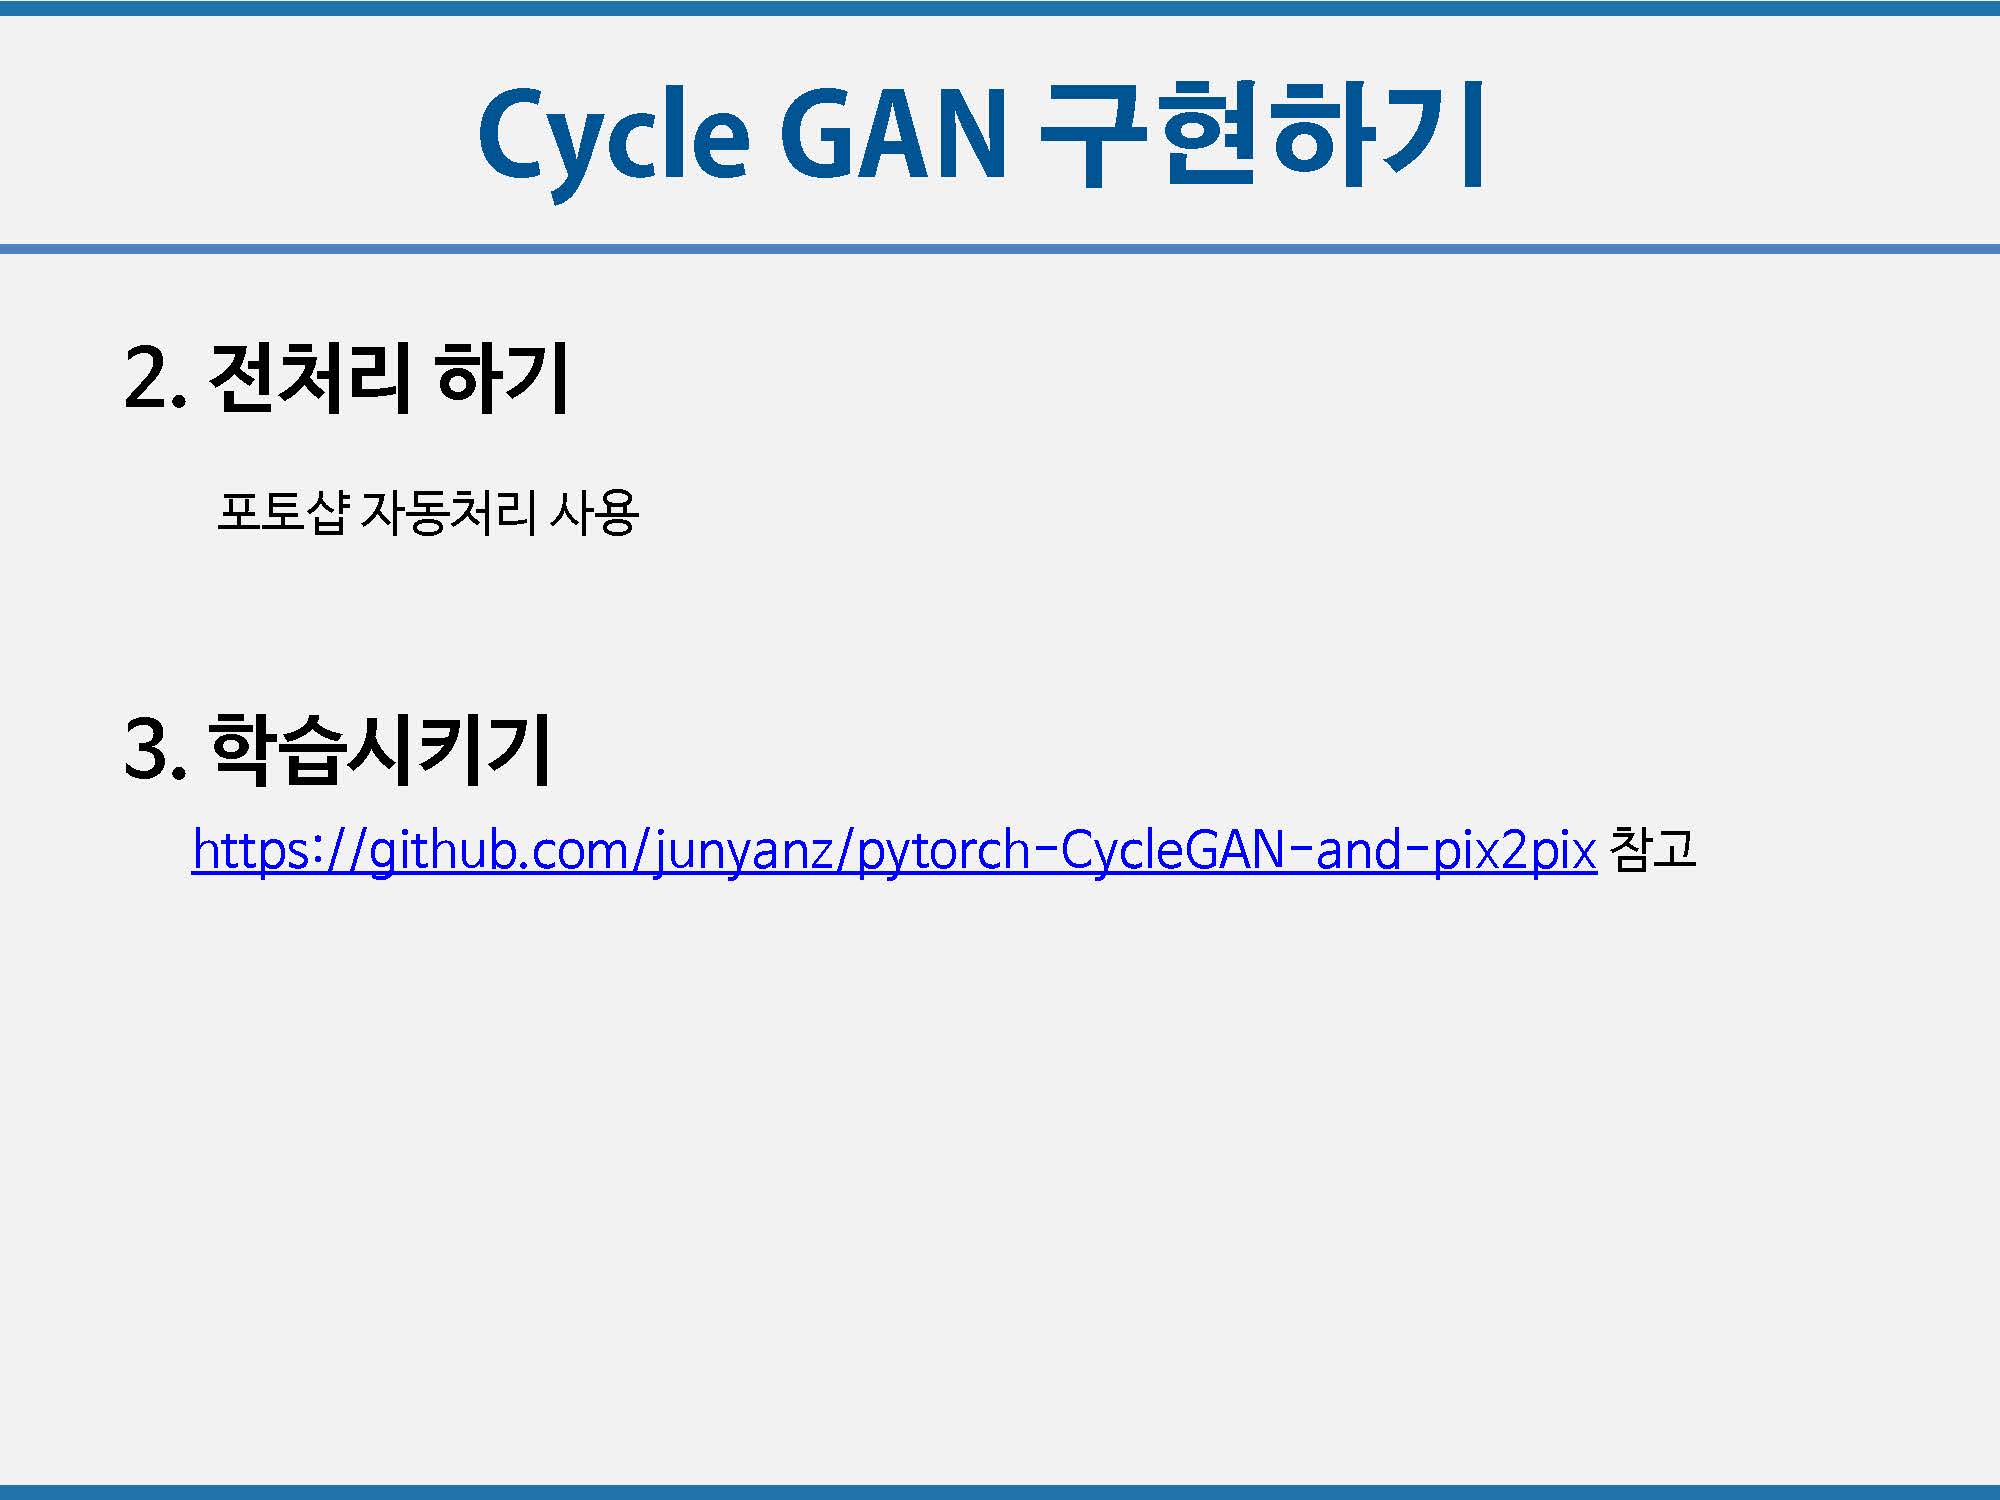 Cycle GAN 구현하기
2. 전처리 하기
포토샵 자동처리 사용
3. 학습시키기
https://github.com/junyanz/pytorch-CycleGAN-and-pix2pix 참고